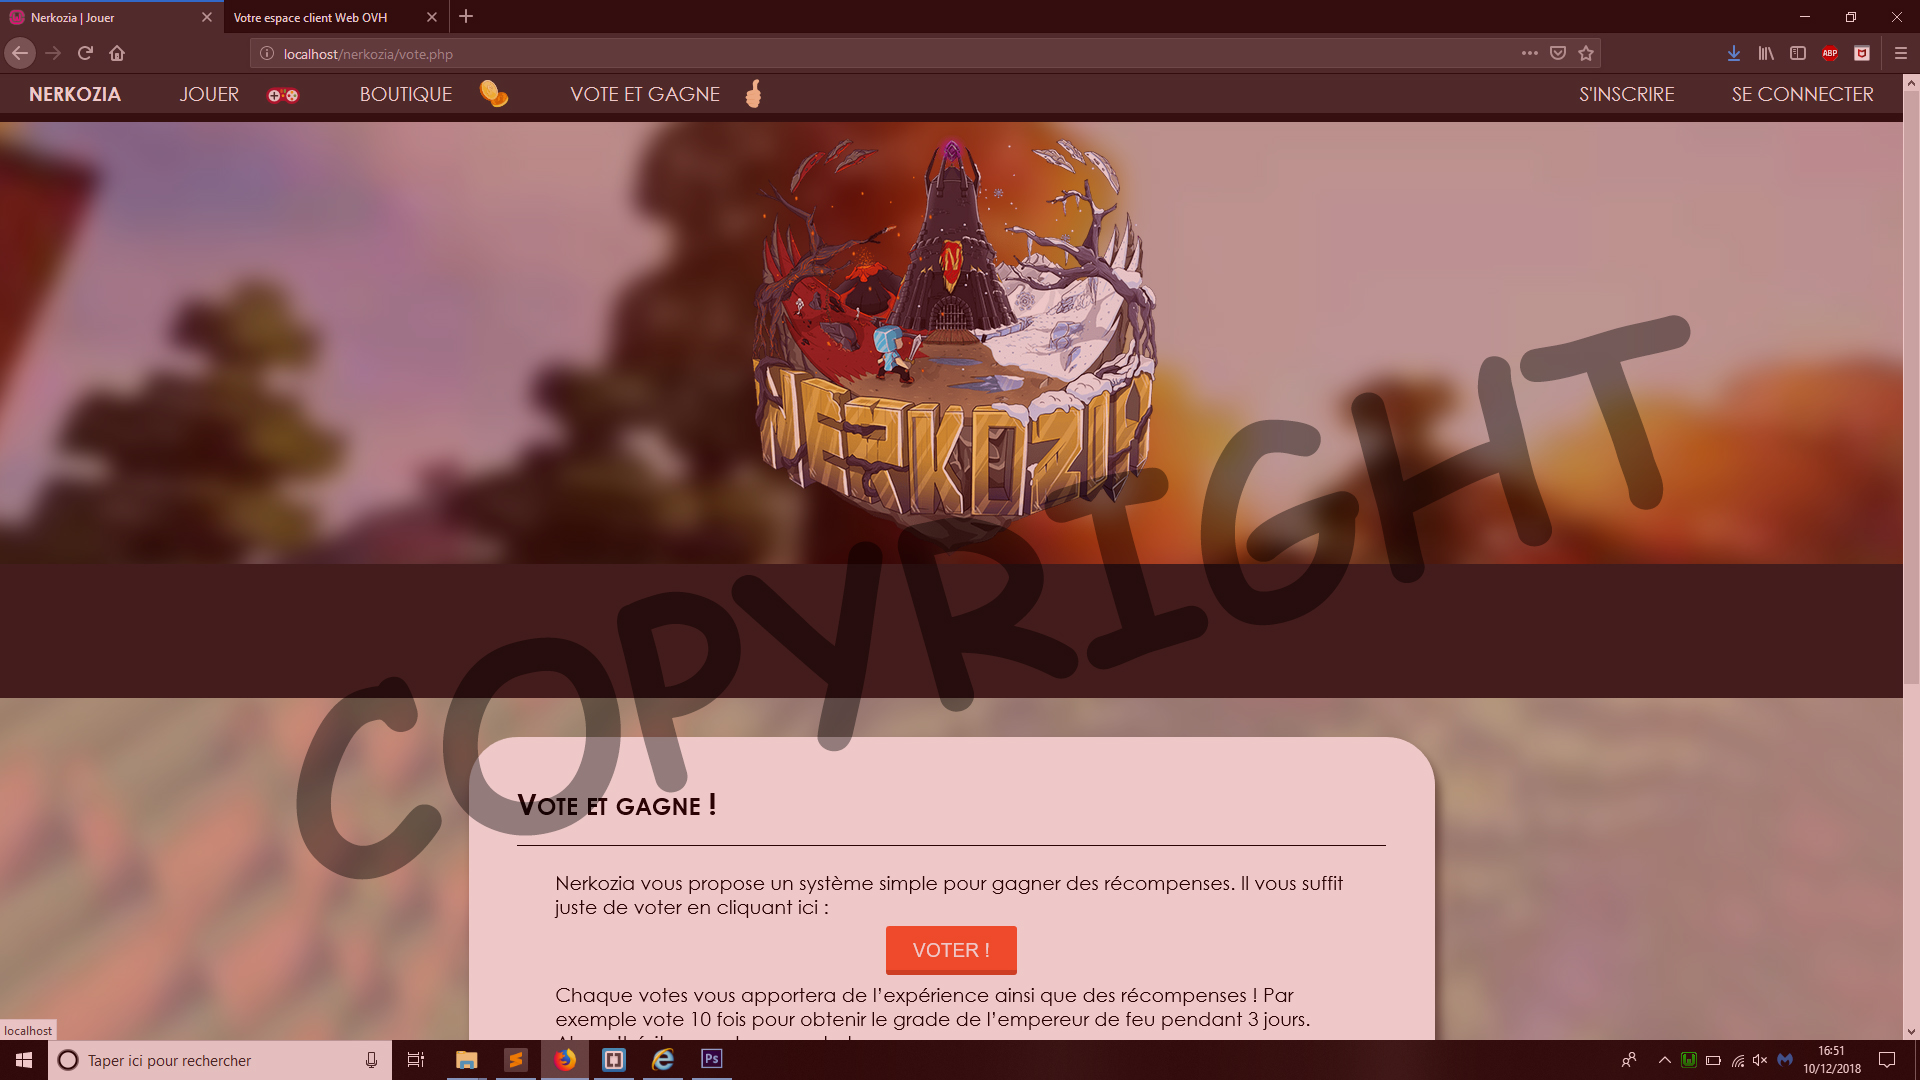 Nerkozia | Jouer
Votre espace client Web OVH
localhost/nerkozia/vote.php
ABP
NERKOZIA JOUER BOUTIQUE VOTE ET GAGNE S'INSCRIRE SE CONNECTER
N
NERKOZIA
COPYRIGHT
VOTE ET GAGNE !
Nerkozia vous propose un système simple pour gagner des récompenses. Il vous suffit
juste de voter en cliquant ici :
VOTER !
Chaque votes vous apportera de l’expérience ainsi que des récompenses ! Par
exemple vote 10 fois pour obtenir le grade de l’empereur de feu pendant 3 jours.
localhost
Taper ici pour rechercher
Ps
16:51
10/12/2018